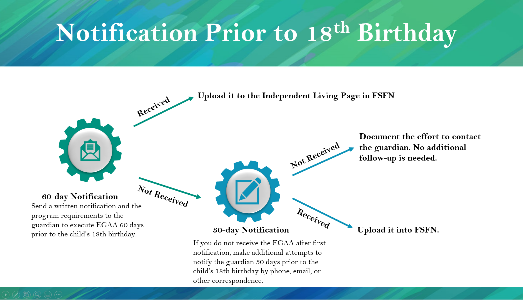 Notification Prior to 18th Birthday
Received
Upload it to the Independent Living Page in FSFN
Not Received
60 day Notification
Send a written notification and the
program requirements to the
guardian to execute EGAA 60 days
prior to the child's 18th birthday
Not Received
Document the effort to contact
the guardian. No additional
follow-up is needed.
Received
Upload it into FSFN.
30-day Notification
If you do not receive the EGAA after first
notification, make additional attempts to
notify the guardian 30 days prior to the
child's 18th birthday by phone, email, or
other correspondence.